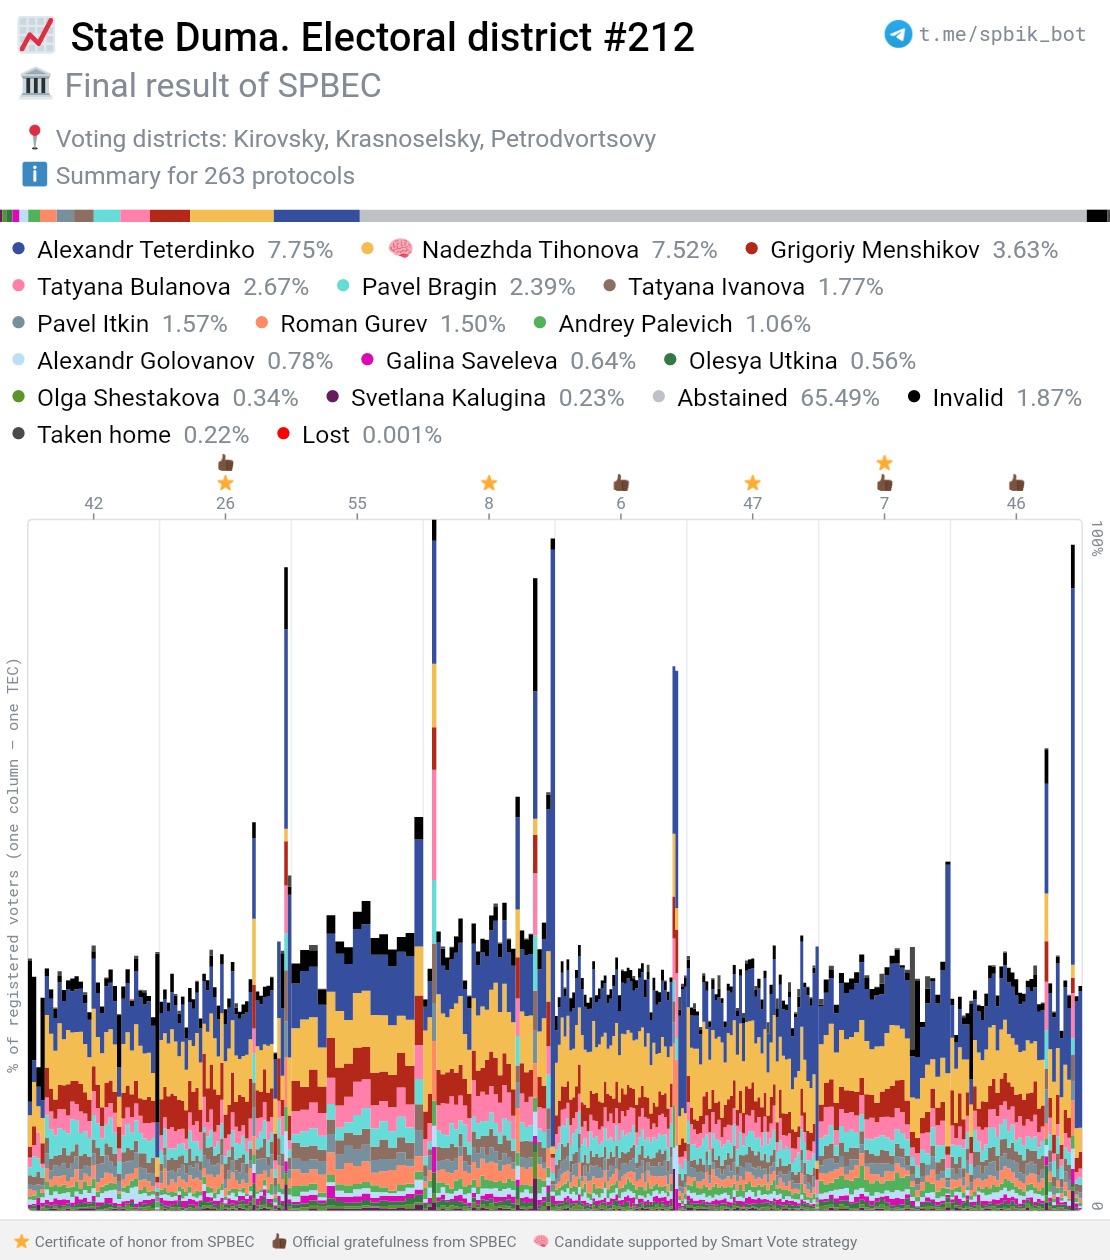 State Duma. Electoral district #212
t.me/spbik_bot
Final result of SPBEC
Voting districts: Kirovsky, Krasnoselsky, Petrodvortsovy
Summary for 263 protocols
Alexandr Teterdinko 7.75% Nadezhda Tihonova 7.52% Grigoriy Menshikov 3.63%
Tatyana Bulanova 2.67% Pavel Bragin 2.39% Tatyana Ivanova 1.77%
Pavel Itkin 1.57% Roman Gurev 1.50% Andrey Palevich 1.06%
Alexandr Golovanov 0.78% Galina Saveleva 0.64% Olesya Utkina 0.56%
Olga Shestakova 0.34% Svetlana Kalugina 0.23% Abstained 65.49% Invalid 1.87%
Taken home 0.22% Lost 0.001%
42 26 55 8 6 47 7 46
100%
% of registered voters (one column – one TEC)
0
Certificate of honor from SPBEC Official gratefulness from SPBEC Candidate supported by Smart Vote strategy